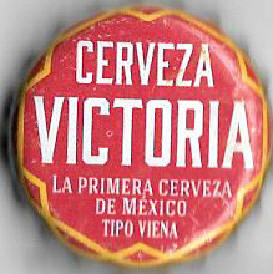 CERVEZA
VICTORIA
LA PRIMERA CERVEZA
DE MÉXICO
TIPO VIENA